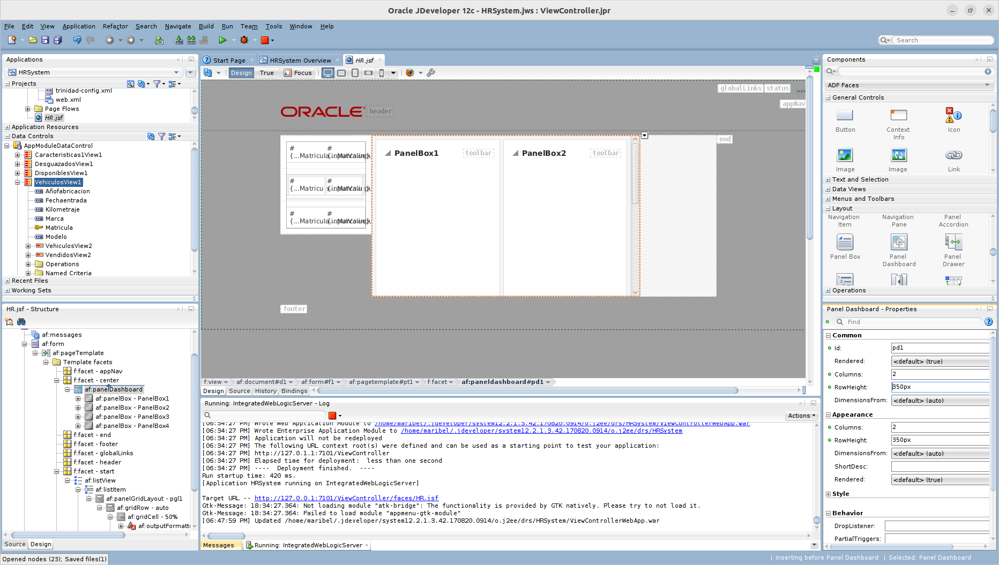 Oracle JDeveloper 12c - HRSystem.jws : ViewController.jpr
File Edit View Application Refactor Search Navigate Build Run Team Tools Window Help
Search
Applications
HRSystem
Projects
trinidad-config.xml
web.xml
Page Flows
HR.jsf
Application Resources
Data Controls
AppModuleDataControl
Caracteristicas1View1
DesguazadosView1
DisponiblesView1
VehiculosView1
Añofabricacion
Fechaentrada
Kilometraje
Marca
Matricula
Modelo
VehiculosView2
VendidosView2
Operations
Named Criteria
Recent Files
Working Sets
HR.jsf - Structure
af:messages
af:form
af:pageTemplate
Template facets
f:facet - appNav
f:facet - center
af:panelDashboard
af:panelBox - PanelBox1
af:panelBox - PanelBox2
af:panelBox - PanelBox3
af:panelBox - PanelBox4
f:facet - end
f:facet - footer
f:facet - globalLinks
f:facet - header
f:facet - start
af:listView
af:listItem
af:panelGridLayout - pgl1
af:gridRow - auto
af:gridCell - 50%
af:outputFormatt
Source Design
Opened nodes (23); Saved files(1)
Start Page HRSystem Overview HR.jsf
Design True Focus
globalLinks status
appNav
ORACLE header
end
# #
{...Matricula
PanelBox1 toolbar PanelBox2 toolbar
# #
{...Matricu
# #
{...Matricula
footer
f:view af:document#d1 af:form#f1 af:pagetemplate#pt1 f:facet af:paneldashboard#pd1
Design Source History Bindings
Running: IntegratedWebLogicServer - Log
Actions
[06:34:27 PM] Wrote Web Application Module to /home/maribel/.jdeveloper/system12.2.1.3.42.170820.0914/o.j2ee/drs/HRSystem/ViewControllerWebApp.war
[06:34:27 PM] Wrote Enterprise Application Module to /home/maribel/.jdeveloper/system12.2.1.3.42.170820.0914/o.j2ee/drs/HRSystem
[06:34:27 PM] Application will not be redeployed
[06:34:27 PM] The following URL context root(s) were defined and can be used as a starting point to test your application:
[06:34:27 PM] http://127.0.1.1:7101/ViewController
[06:34:27 PM] Elapsed time for deployment: less than one second
[06:34:27 PM] ---- Deployment finished. ----
Run startup time: 420 ms.
[Application HRSystem running on IntegratedWebLogicServer]
Target URL -- http://127.0.0.1:7101/ViewController/faces/HR.jsf
Gtk-Message: 18:34:27.364: Not loading module "atk-bridge": The functionality is provided by GTK natively. Please try to not load it.
Gtk-Message: 18:34:27.364: Failed to load module "appmenu-gtk-module"
[06:47:59 PM] Updated /home/maribel/.jdeveloper/system12.2.1.3.42.170820.0914/o.j2ee/drs/HRSystem/ViewControllerWebApp.war
Messages Running: IntegratedWebLogicServer
Components
ADF Faces
General Controls
Button Context Info Icon
Image Image Link
Text and Selection
Data Views
Menus and Toolbars
Layout
Navigation Item Navigation Pane Panel Accordion
Panel Box Panel Dashboard Panel Drawer
Operations
Panel Dashboard - Properties
Find
Common
Id: pd1
Rendered: <default> (true)
Columns: 2
RowHeight: 350px
DimensionsFrom: <default> (auto)
Appearance
Columns: 2
RowHeight: 350px
DimensionsFrom: <default> (auto)
ShortDesc:
Rendered: <default> (true)
Style
Behavior
DropListener:
PartialTriggers:
Inserting before Panel Dashboard | Selected: Panel Dashboard